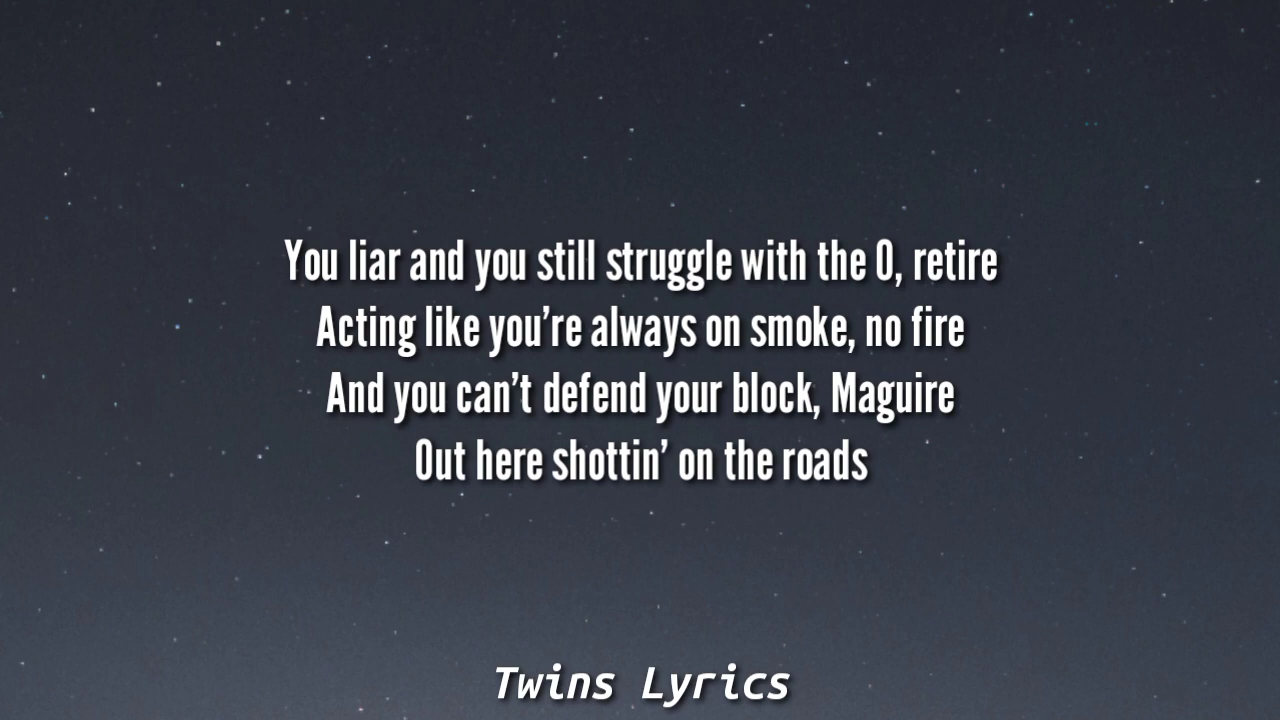 You liar and you still struggle with the O, retire
Acting like you’re always on smoke, no fire
And you can’t defend your block, Maguire
Out here shottin’ on the roads
Twins Lyrics